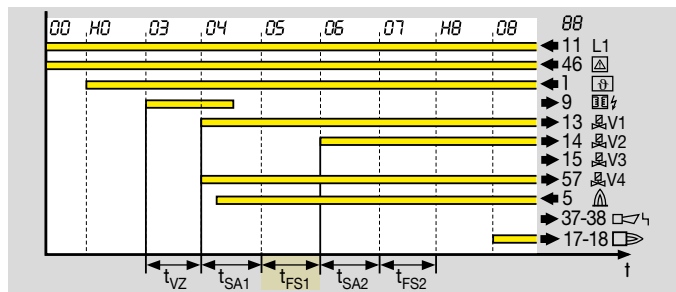 00 H0 03 04 05 06 07 H8 08 88
11 L1
46
1 ϑ
9
13 V1
14 V2
15 V3
57 V4
5
37-38
17-18
tVZ tSA1 tFS1 tSA2 tFS2 t